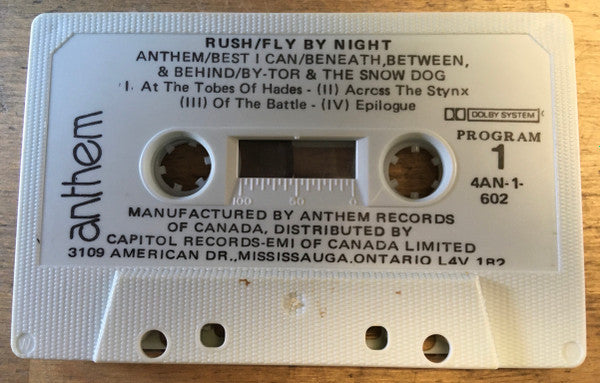 RUSH/FLY BY NIGHT
ANTHEM/BEST I CAN/BENEATH,BETWEEN,
& BEHIND/BY-TOR & THE SNOW DOG
I. At The Tobes Of Hades - (II) Across The Stynx
(III) Of The Battle - (IV) Epilogue
DOLBY SYSTEM
PROGRAM
1
4AN-1-
602
anthem
100 50 0
MANUFACTURED BY ANTHEM RECORDS
OF CANADA, DISTRIBUTED BY
CAPITOL RECORDS-EMI OF CANADA LIMITED
3109 AMERICAN DR.,MISSISSAUGA,ONTARIO L4V 1B2